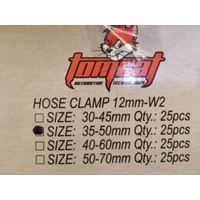 tomcat
AUTOMOTIVE TECHNOLOGY
HOSE CLAMP 12mm-W2
SIZE: 30-45mm Qty.: 25pcs
SIZE: 35-50mm Qty.: 25pcs
SIZE: 40-60mm Qty.: 25pcs
SIZE: 50-70mm Qty.: 25pcs